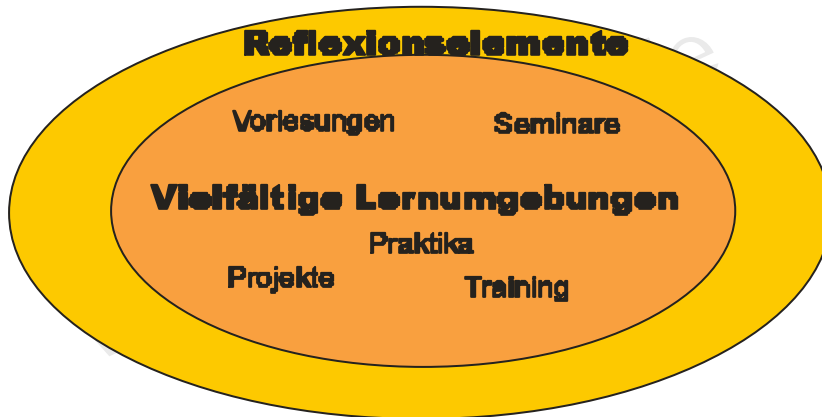 Reflexionselemente
Vorlesungen Seminare
Vielfältige Lernumgebungen
Praktika
Projekte Training